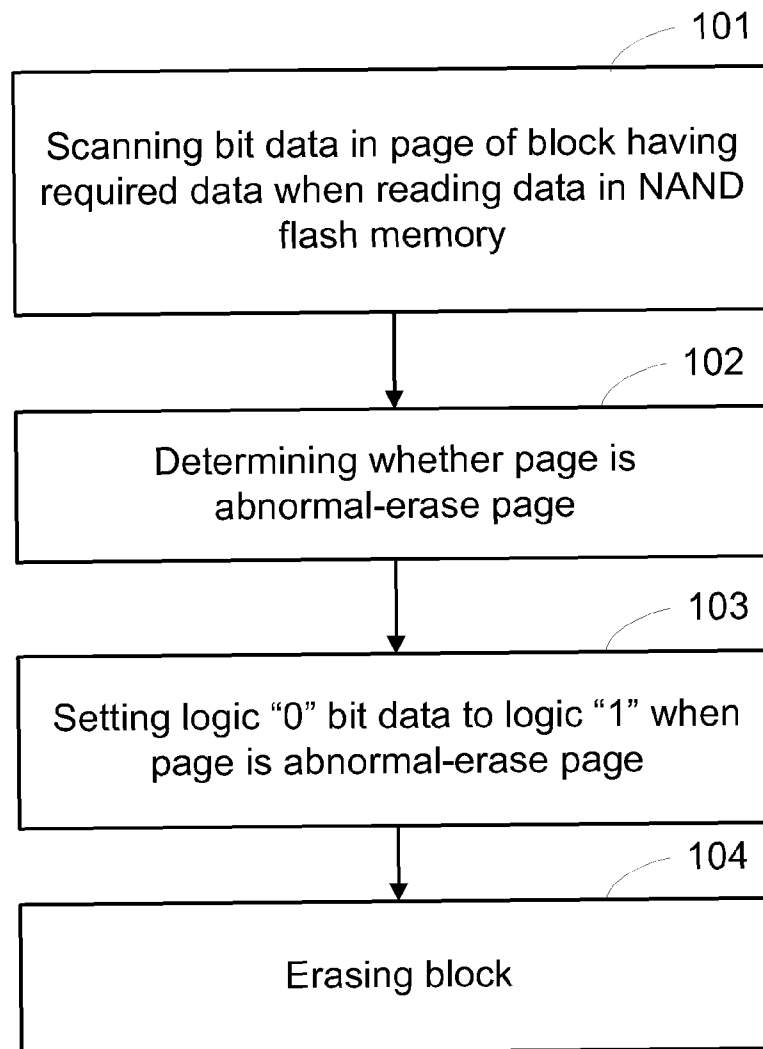 101
Scanning bit data in page of block having
required data when reading data in NAND
flash memory
102
Determining whether page is
abnormal-erase page
103
Setting logic “0” bit data to logic “1” when
page is abnormal-erase page
104
Erasing block